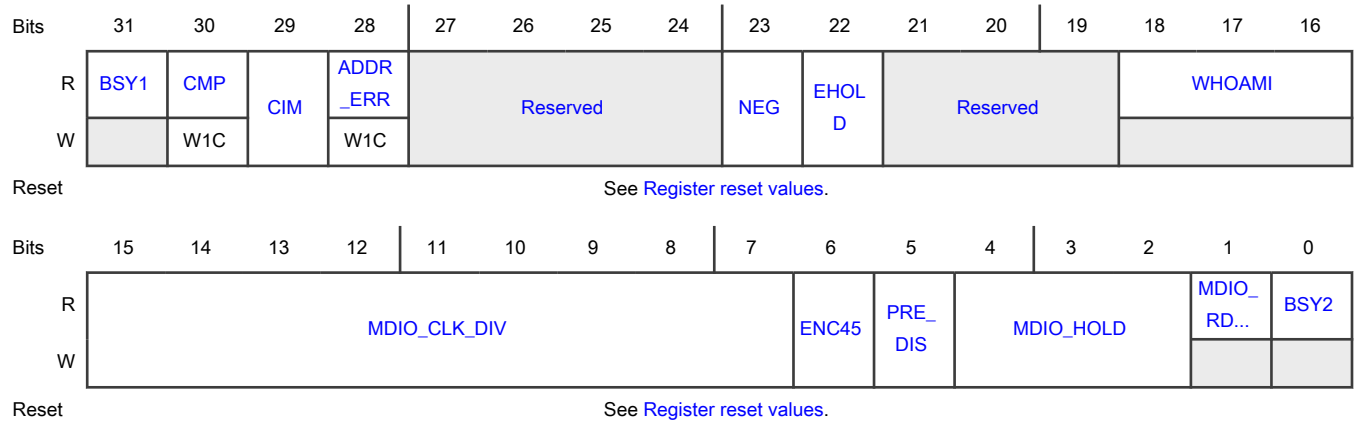 Bits 31 30 29 28 27 26 25 24 23 22 21 20 19 18 17 16
R BSY1 CMP CIM ADDR _ERR Reserved NEG EHOL D Reserved WHOAMI
W W1C W1C
Reset See Register reset values.
Bits 15 14 13 12 11 10 9 8 7 6 5 4 3 2 1 0
R MDIO_CLK_DIV ENC45 PRE_ DIS MDIO_HOLD MDIO_ RD... BSY2
W
Reset See Register reset values.